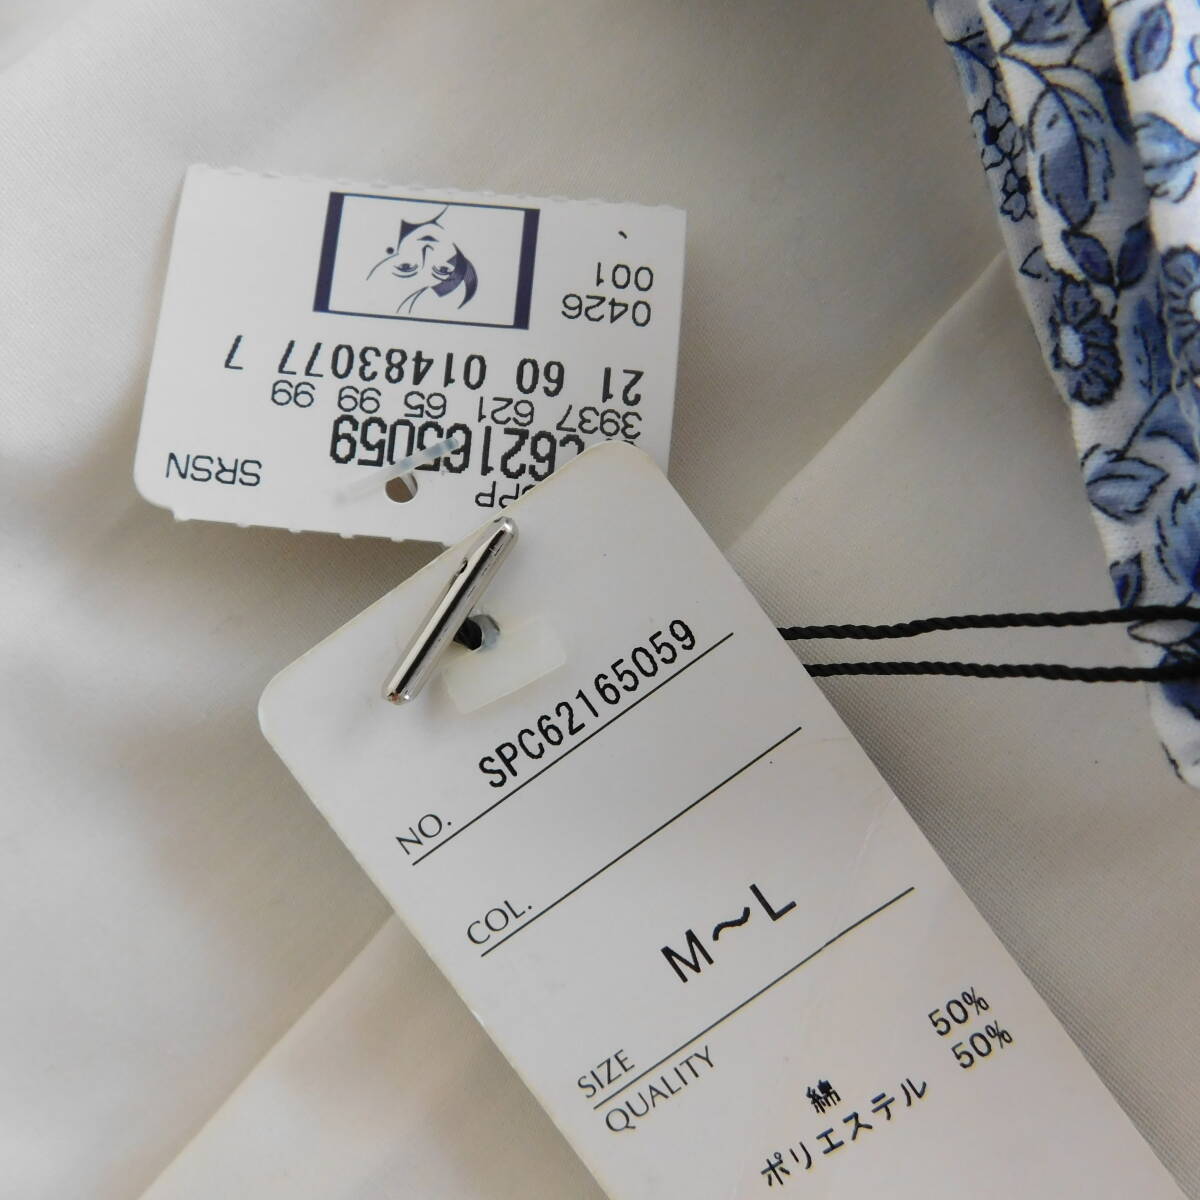 SRSN
62165059
3937 621 65 99 99
21 60 01483077 7
0426
001
NO. SPC62165059
COL.
SIZE M~L
QUALITY
綿 50%
ポリエステル 50%